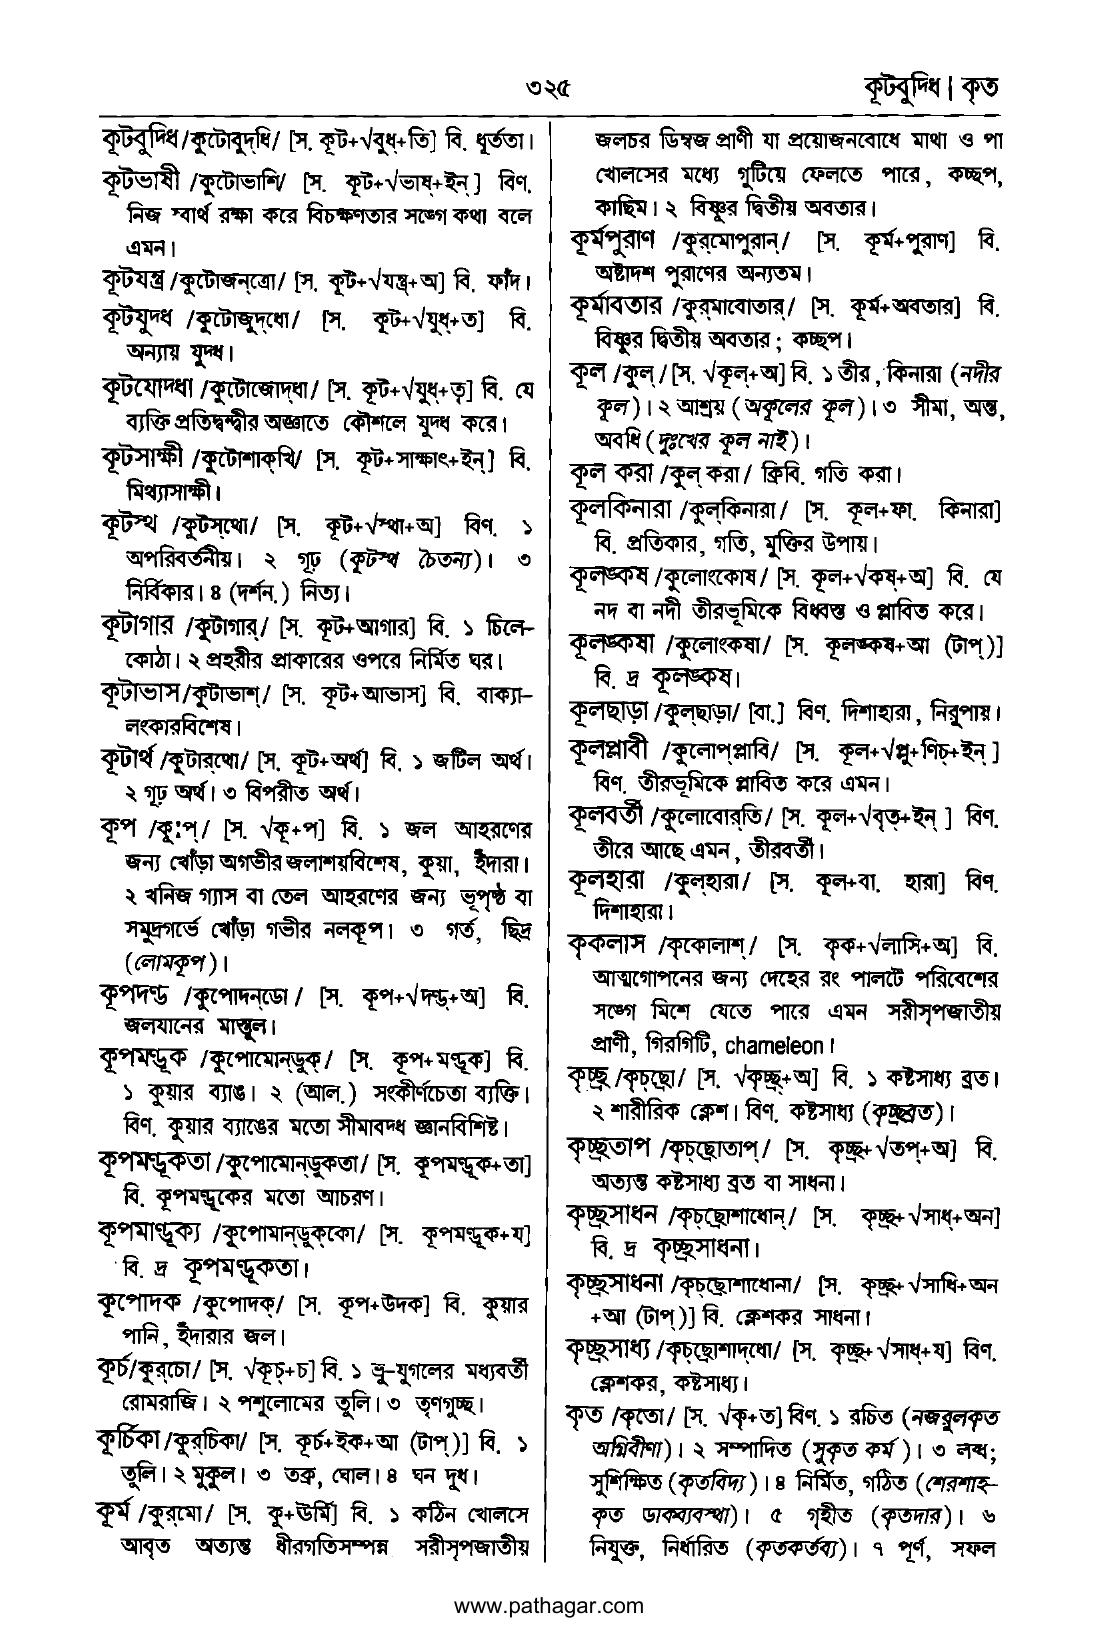 ৩২৫
কূটবুদ্ধি | কৃত
কূটবুদ্ধি /কুটোবুদ্‌ধি/ [স. কূট+√বুধ্‌+তি] বি. ধূর্ততা।
কূটভাষী /কুটোভাশি/ [স. কূট+√ভাষ্‌+ইন্‌ ] বিণ.
নিজ স্বার্থ রক্ষা করে বিচক্ষণতার সঙ্গে কথা বলে
এমন।
কূটযন্ত্র /কুটোজন্‌ত্রো/ [স. কূট+√যন্ত্র্‌+অ] বি. ফাঁদ।
কূটযুদ্ধ /কুটোজুদ্‌ধো/ [স. কূট+√যুধ্‌+ত] বি.
অন্যায় যুদ্ধ।
কূটযোদ্ধা /কুটোজোদ্‌ধা/ [স. কূট+√যুধ্‌+তৃ] বি. যে
ব্যক্তি প্রতিদ্বন্দ্বীর অজ্ঞাতে কৌশলে যুদ্ধ করে।
কূটসাক্ষী /কুটোশাক্‌খি/ [স. কূট+সাক্ষাৎ+ইন্‌] বি.
মিথ্যাসাক্ষী।
কূটস্থ /কুটস্‌থো/ [স. কূট+√স্থা+অ] বিণ. ১
অপরিবর্তনীয়। ২ গূঢ় (কূটস্থ চৈতন্য)। ৩
নির্বিকার। ৪ (দর্শন.) নিত্য।
কূটাগার /কুটাগার্‌/ [স. কূট+আগার] বি. ১ চিলে-
কোঠা। ২ প্রহরীর প্রাকারের ওপরে নির্মিত ঘর।
কূটাভাস /কুটাভাশ্‌/ [স. কূট+আভাস] বি. বাক্যা-
লংকারবিশেষ।
কূটার্থ /কুটার্‌থো/ [স. কূট+অর্থ] বি. ১ জটিল অর্থ।
২ গূঢ় অর্থ। ৩ বিপরীত অর্থ।
কূপ /কু:প্‌/ [স. √কৃ+প] বি. ১ জল আহরণের
জন্য খোঁড়া অগভীর জলাশয়বিশেষ, কুয়া, ইঁদারা।
২ খনিজ গ্যাস বা তেল আহরণের জন্য ভূপৃষ্ঠ বা
সমুদ্রগর্ভে খোঁড়া গভীর নলকূপ। ৩ গর্ত, ছিদ্র
(লোমকূপ)।
কূপদণ্ড /কুপোদন্‌ডো/ [স. কূপ+√দণ্ড্‌+অ] বি.
জলযানের মাস্তুল।
কূপমণ্ডূক /কুপোমোন্‌ডুক্‌/ [স. কূপ+মণ্ডূক] বি.
১ কুয়ার ব্যাঙ। ২ (আল.) সংকীর্ণচেতা ব্যক্তি।
বিণ. কুয়ার ব্যাঙের মতো সীমাবদ্ধ জ্ঞানবিশিষ্ট।
কূপমণ্ডূকতা /কুপোমোন্‌ডুকতা/ [স. কূপমণ্ডূক+তা]
বি. কূপমণ্ডূকের মতো আচরণ।
কূপমাণ্ডূক্য /কুপোমান্‌ডুক্‌কো/ [স. কূপমণ্ডূক+য]
বি. দ্র কূপমণ্ডূকতা।
কূপোদক /কুপোদক্‌/ [স. কূপ+উদক] বি. কুয়ার
পানি, ইঁদারার জল।
কূর্চ /কুর্‌চো/ [স. √কূচ্‌+চ] বি. ১ ভ্রূ-যুগলের মধ্যবর্তী
রোমরাজি। ২ পশুলোমের তুলি। ৩ তৃণগুচ্ছ।
কূর্চিকা /কুর্‌চিকা/ [স. কূর্চ+ইক+আ (টাপ্‌)] বি. ১
তুলি। ২ মুকুল। ৩ তক্র, ঘোল। ৪ ঘন দুধ।
কূর্ম /কুর্‌মো/ [স. কু+ঊর্মি] বি. ১ কঠিন খোলসে
আবৃত অত্যন্ত ধীরগতিসম্পন্ন সরীসৃপজাতীয়
জলচর ডিম্বজ প্রাণী যা প্রয়োজনবোধে মাথা ও পা
খোলসের মধ্যে গুটিয়ে ফেলতে পারে, কচ্ছপ,
কাছিম। ২ বিষ্ণুর দ্বিতীয় অবতার।
কূর্মপুরাণ /কুর্‌মোপুরান্‌/ [স. কূর্ম+পুরাণ] বি.
অষ্টাদশ পুরাণের অন্যতম।
কূর্মাবতার /কুর্‌মাবোতার্‌/ [স. কূর্ম+অবতার] বি.
বিষ্ণুর দ্বিতীয় অবতার; কচ্ছপ।
কূল /কুল্‌/ [স. √কূল্‌+অ] বি. ১ তীর, কিনারা (নদীর
কূল)। ২ আশ্রয় (অকূলের কূল)। ৩ সীমা, অন্ত,
অবধি (দুঃখের কূল নাই)।
কূল করা /কুল্‌ করা/ ক্রিবি. গতি করা।
কূলকিনারা /কুল্‌কিনারা/ [স. কূল+ফা. কিনারা]
বি. প্রতিকার, গতি, মুক্তির উপায়।
কূলঙ্কষ /কুলোংকোষ/ [স. কূল+√কষ্‌+অ] বি. যে
নদ বা নদী তীরভূমিকে বিধ্বস্ত ও প্লাবিত করে।
কূলঙ্কষা /কুলোংকষা/ [স. কূলঙ্কষ+আ (টাপ্‌)]
বি. দ্র কূলঙ্কষ।
কূলছাড়া /কুল্‌ছাড়া/ [বা.] বিণ. দিশাহারা, নিরুপায়।
কূলপ্লাবী /কুলোপ্‌প্লাবি/ [স. কূল+√প্লু+ণিচ্‌+ইন্‌ ]
বিণ. তীরভূমিকে প্লাবিত করে এমন।
কূলবর্তী /কুলোবোর্‌তি/ [স. কূল+√বৃত্‌+ইন্‌ ] বিণ.
তীরে আছে এমন, তীরবর্তী।
কূলহারা /কুল্‌হারা/ [স. কূল+বা. হারা] বিণ.
দিশাহারা।
কৃকলাস /কৃকোলাশ্‌/ [স. কৃক+√লাসি+অ] বি.
আত্মগোপনের জন্য দেহের রং পালটে পরিবেশের
সঙ্গে মিশে যেতে পারে এমন সরীসৃপজাতীয়
প্রাণী, গিরগিটি, chameleon।
কৃচ্ছ্র /কৃচ্‌ছ্রো/ [স. √কৃচ্ছ্র্‌+অ] বি. ১ কষ্টসাধ্য ব্রত।
২ শারীরিক ক্লেশ। বিণ. কষ্টসাধ্য (কৃচ্ছ্রব্রত)।
কৃচ্ছ্রতাপ /কৃচ্‌ছ্রোতাপ্‌/ [স. কৃচ্ছ্র+√তপ্‌+অ] বি.
অত্যন্ত কষ্টসাধ্য ব্রত বা সাধনা।
কৃচ্ছ্রসাধন /কৃচ্‌ছ্রোশাধোন্‌/ [স. কৃচ্ছ্র+√সাধ্‌+অন]
বি. দ্র কৃচ্ছ্রসাধনা।
কৃচ্ছ্রসাধনা /কৃচ্‌ছ্রোশাধোনা/ [স. কৃচ্ছ্র+√সাধি+অন
+আ (টাপ্‌)] বি. ক্লেশকর সাধনা।
কৃচ্ছ্রসাধ্য /কৃচ্‌ছ্রোশাদ্‌ধো/ [স. কৃচ্ছ্র+√সাধ্‌+য] বিণ.
ক্লেশকর, কষ্টসাধ্য।
কৃত /কৃতো/ [স. √কৃ+ত] বিণ. ১ রচিত (নজরুলকৃত
অগ্নিবীণা)। ২ সম্পাদিত (সুকৃত কর্ম)। ৩ লব্ধ;
সুশিক্ষিত (কৃতবিদ্য)। ৪ নির্মিত, গঠিত (শেরশাহ-
কৃত ডাকব্যবস্থা)। ৫ গৃহীত (কৃতদার)। ৬
নিযুক্ত, নির্ধারিত (কৃতকর্তব্য)। ৭ পূর্ণ, সফল
www.pathagar.com